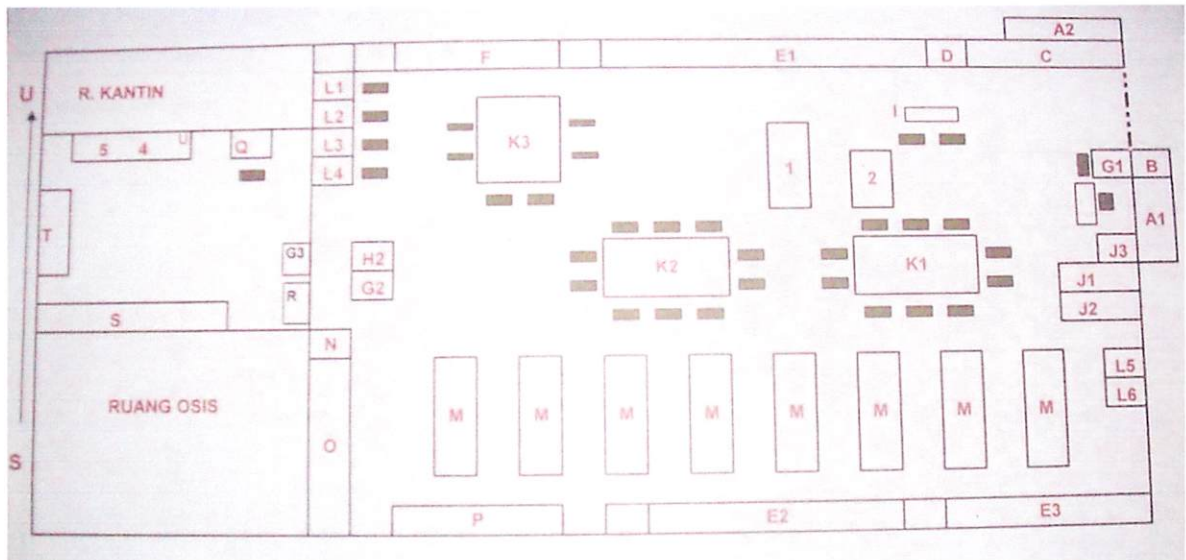 A2
F E1 D C
U R. KANTIN L1
L2 I
5 4 U Q L3 K3 1 2
L4 G1 B
T A1
G3 H2 K2 K1 J3
R G2 J1
S J2
N
RUANG OSIS L5
L6
O M M M M M M M M
S
P E2 E3